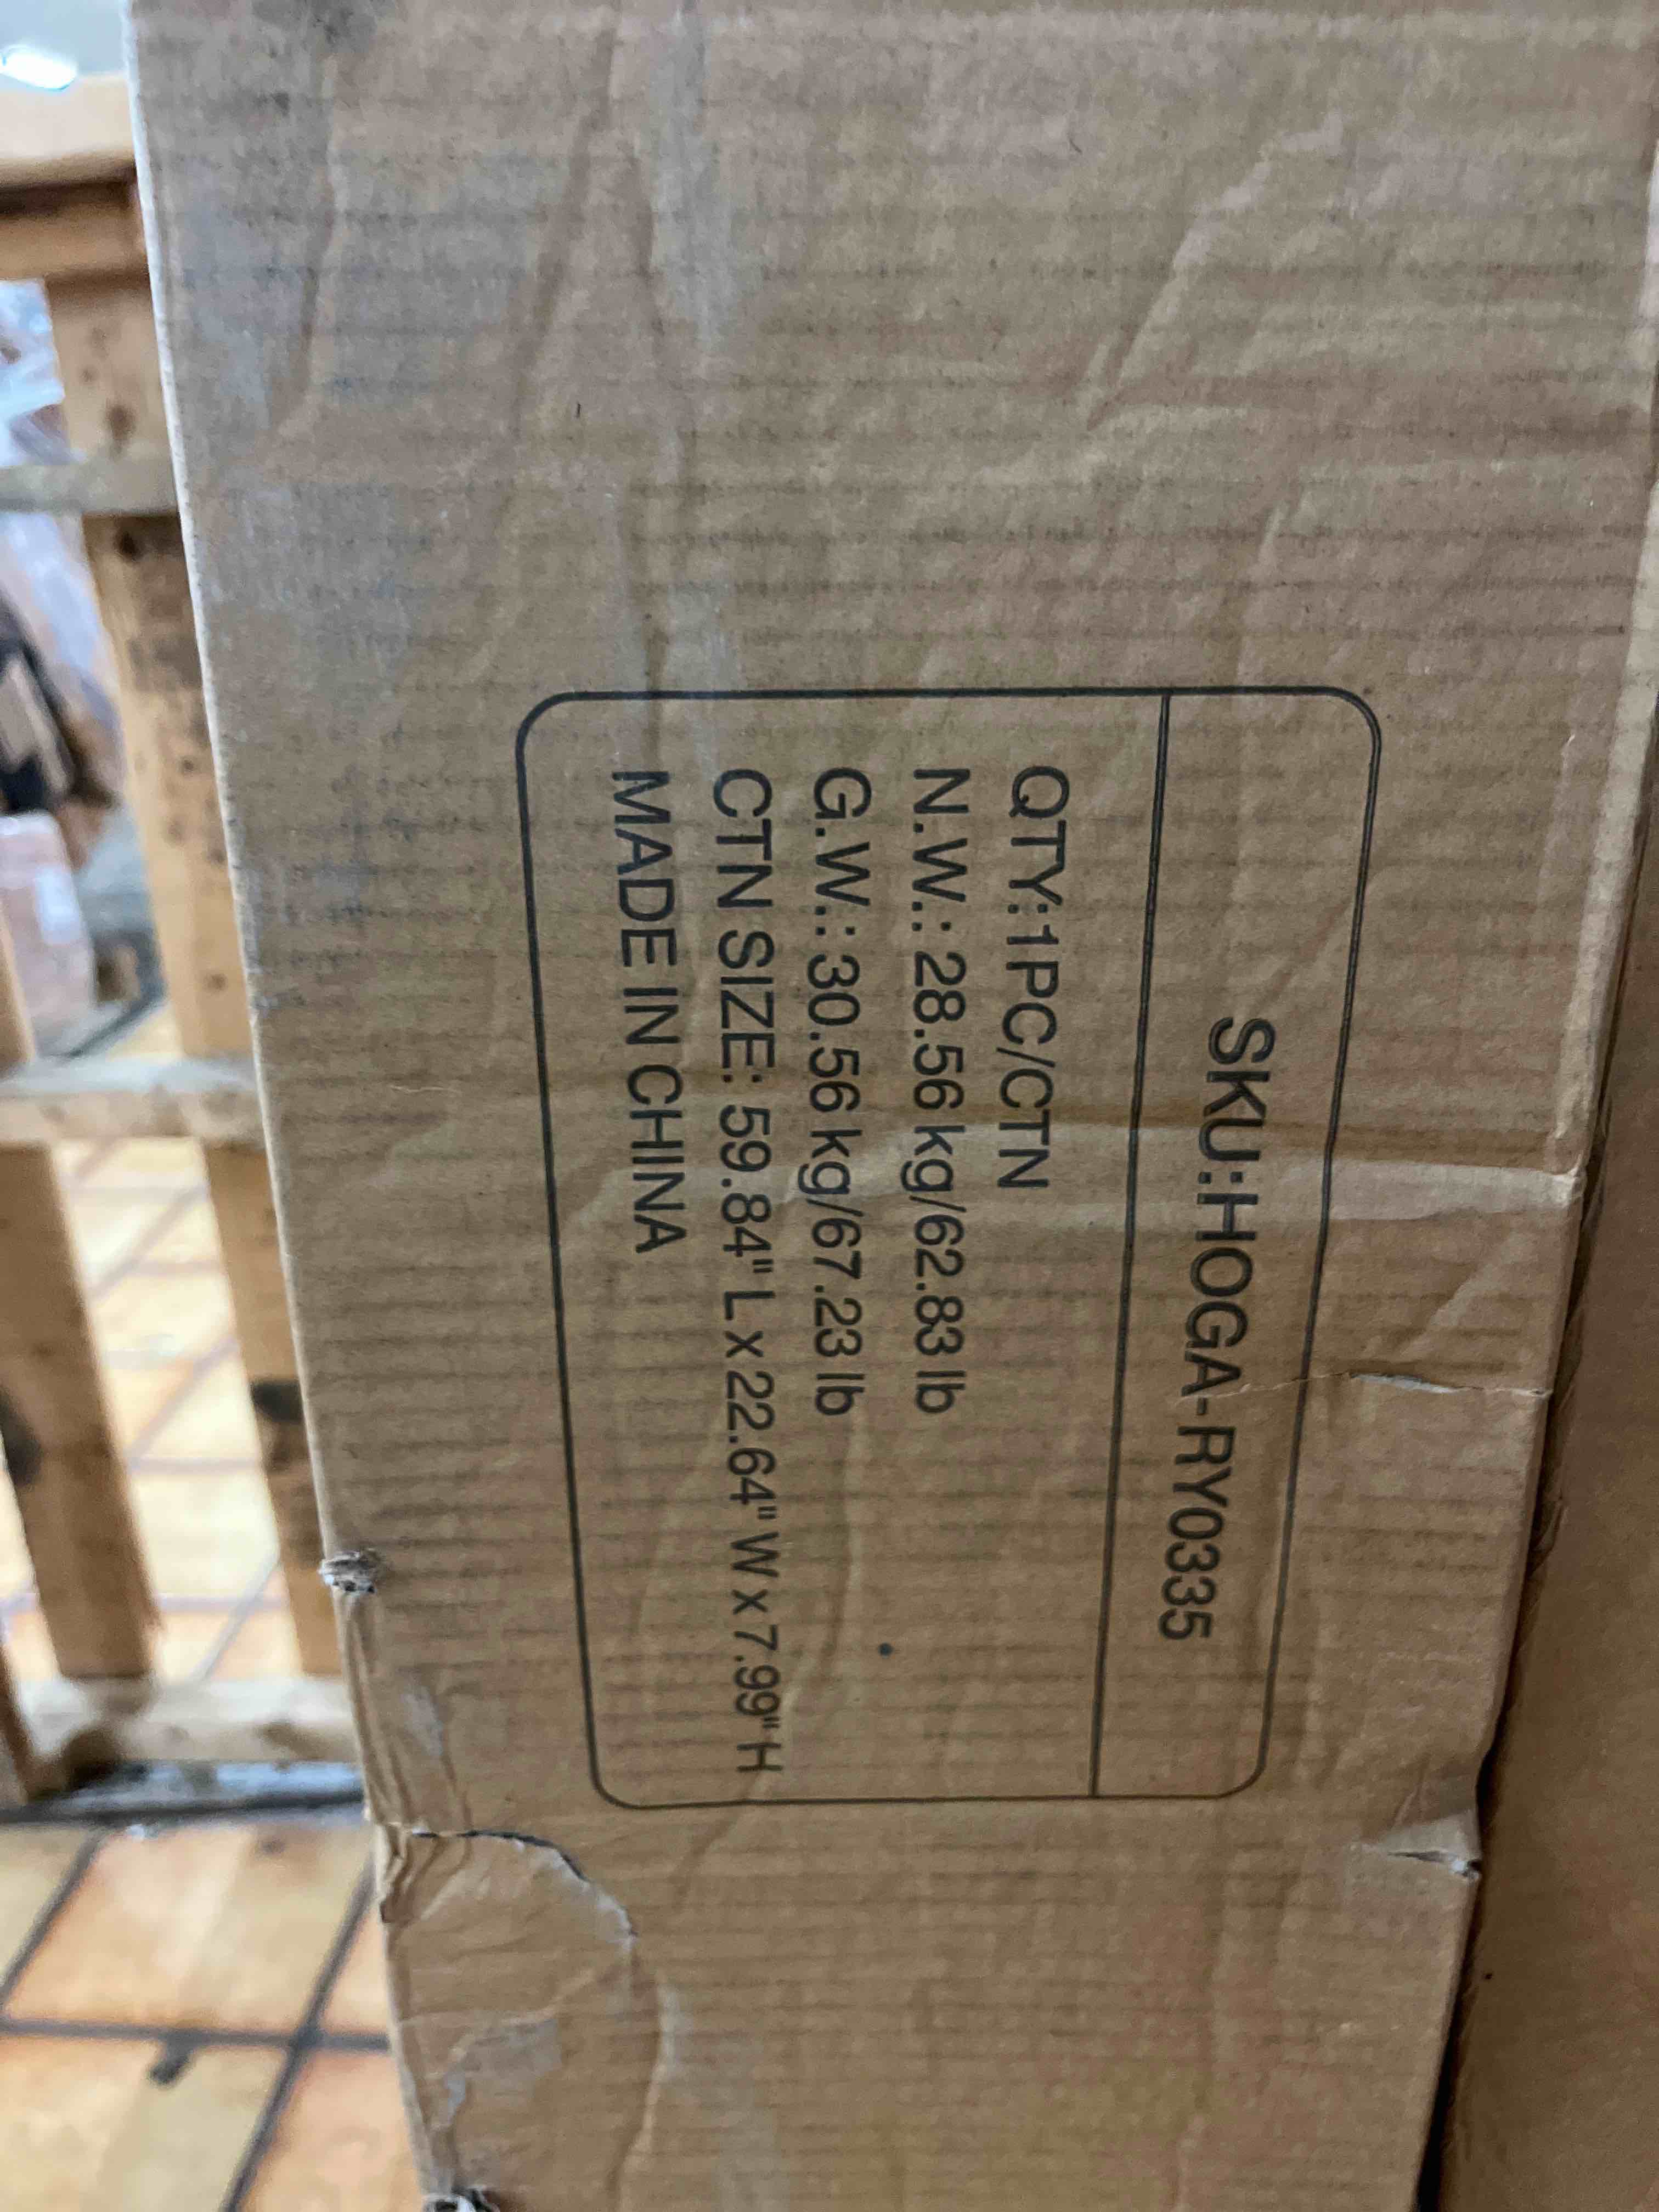 SKU:HOGA-RY0335
QTY:1PC/CTN
N.W.: 28.56 kg/62.83 lb
G.W.: 30.56 kg/67.23 lb
CTN SIZE: 59.84" L x 22.64" W x 7.99" H
MADE IN CHINA